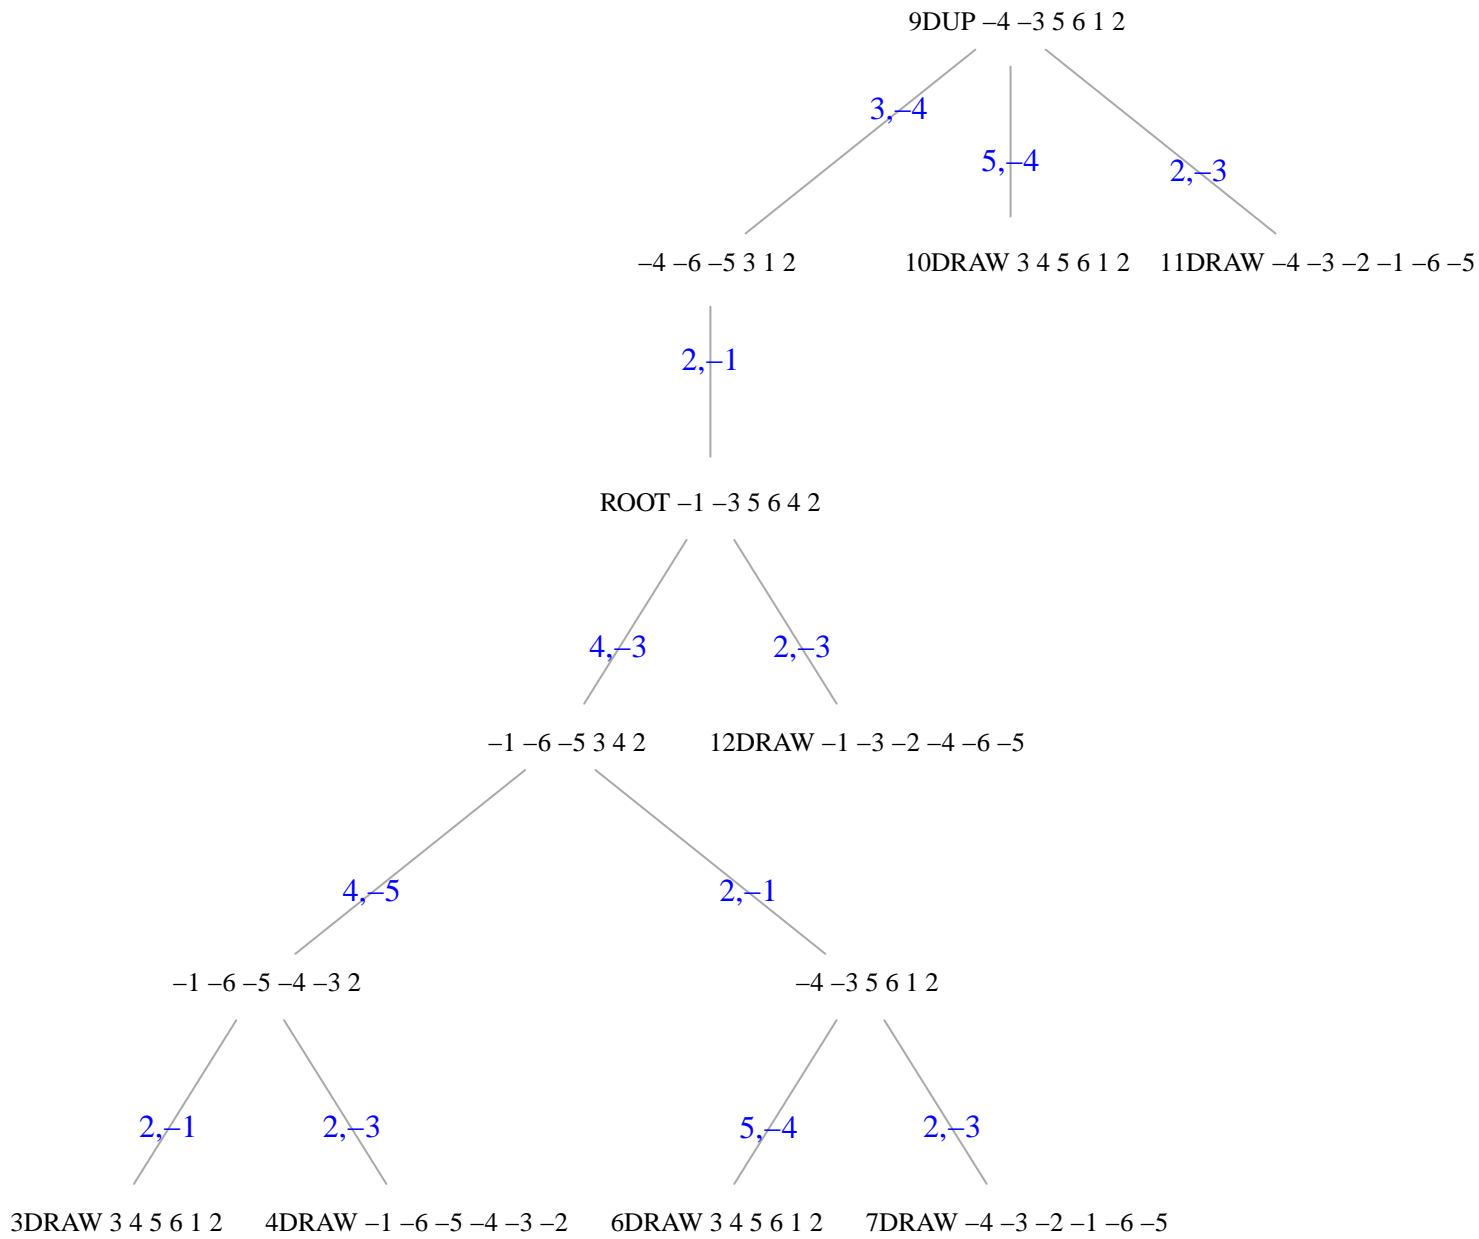 9DUP –4 –3 5 6 1 2
3,–4
5,–4
2,–3
–4 –6 –5 3 1 2
10DRAW 3 4 5 6 1 2
11DRAW –4 –3 –2 –1 –6 –5
2,–1
ROOT –1 –3 5 6 4 2
4,–3
2,–3
–1 –6 –5 3 4 2
12DRAW –1 –3 –2 –4 –6 –5
4,–5
2,–1
–1 –6 –5 –4 –3 2
–4 –3 5 6 1 2
2,–1
2,–3
5,–4
2,–3
3DRAW 3 4 5 6 1 2
4DRAW –1 –6 –5 –4 –3 –2
6DRAW 3 4 5 6 1 2
7DRAW –4 –3 –2 –1 –6 –5